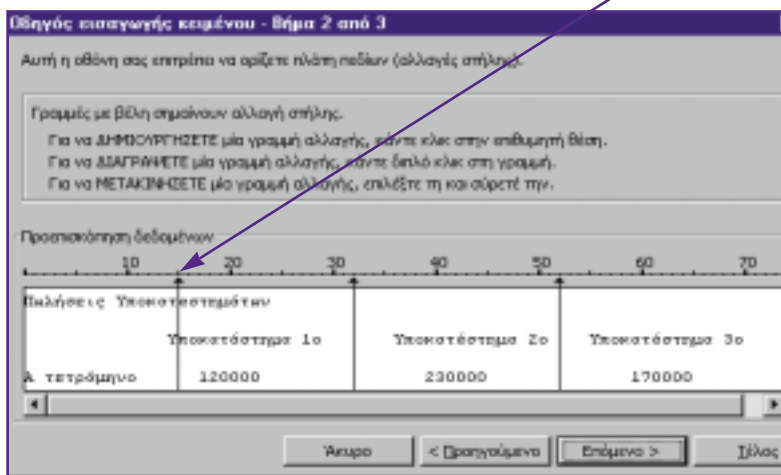 Οδηγός εισαγωγής κειμένου - Βήμα 2 από 3
Αυτή η οθόνη σας επιτρέπει να ορίζετε πλάτη πεδίων (αλλαγές στήλης).
Γραμμές με βέλη σημαίνουν αλλαγή στήλης.
Για να ΔΗΜΙΟΥΡΓΗΣΕΤΕ μία γραμμή αλλαγής, κάντε κλικ στην επιθυμητή θέση.
Για να ΔΙΑΓΡΑΨΕΤΕ μία γραμμή αλλαγής, κάντε διπλό κλικ στη γραμμή.
Για να ΜΕΤΑΚΙΝΗΣΕΤΕ μία γραμμή αλλαγής, επιλέξτε τη και σύρετέ την.
Προεπισκόπηση δεδομένων
10 20 30 40 50 60 70
Πωλήσεις Υποκαταστημάτων
Υποκατάστημα 1ο Υποκατάστημα 2ο Υποκατάστημα 3ο
Α τετράμηνο 120000 230000 170000
Άκυρο < Προηγούμενο Επόμενο > Τέλος